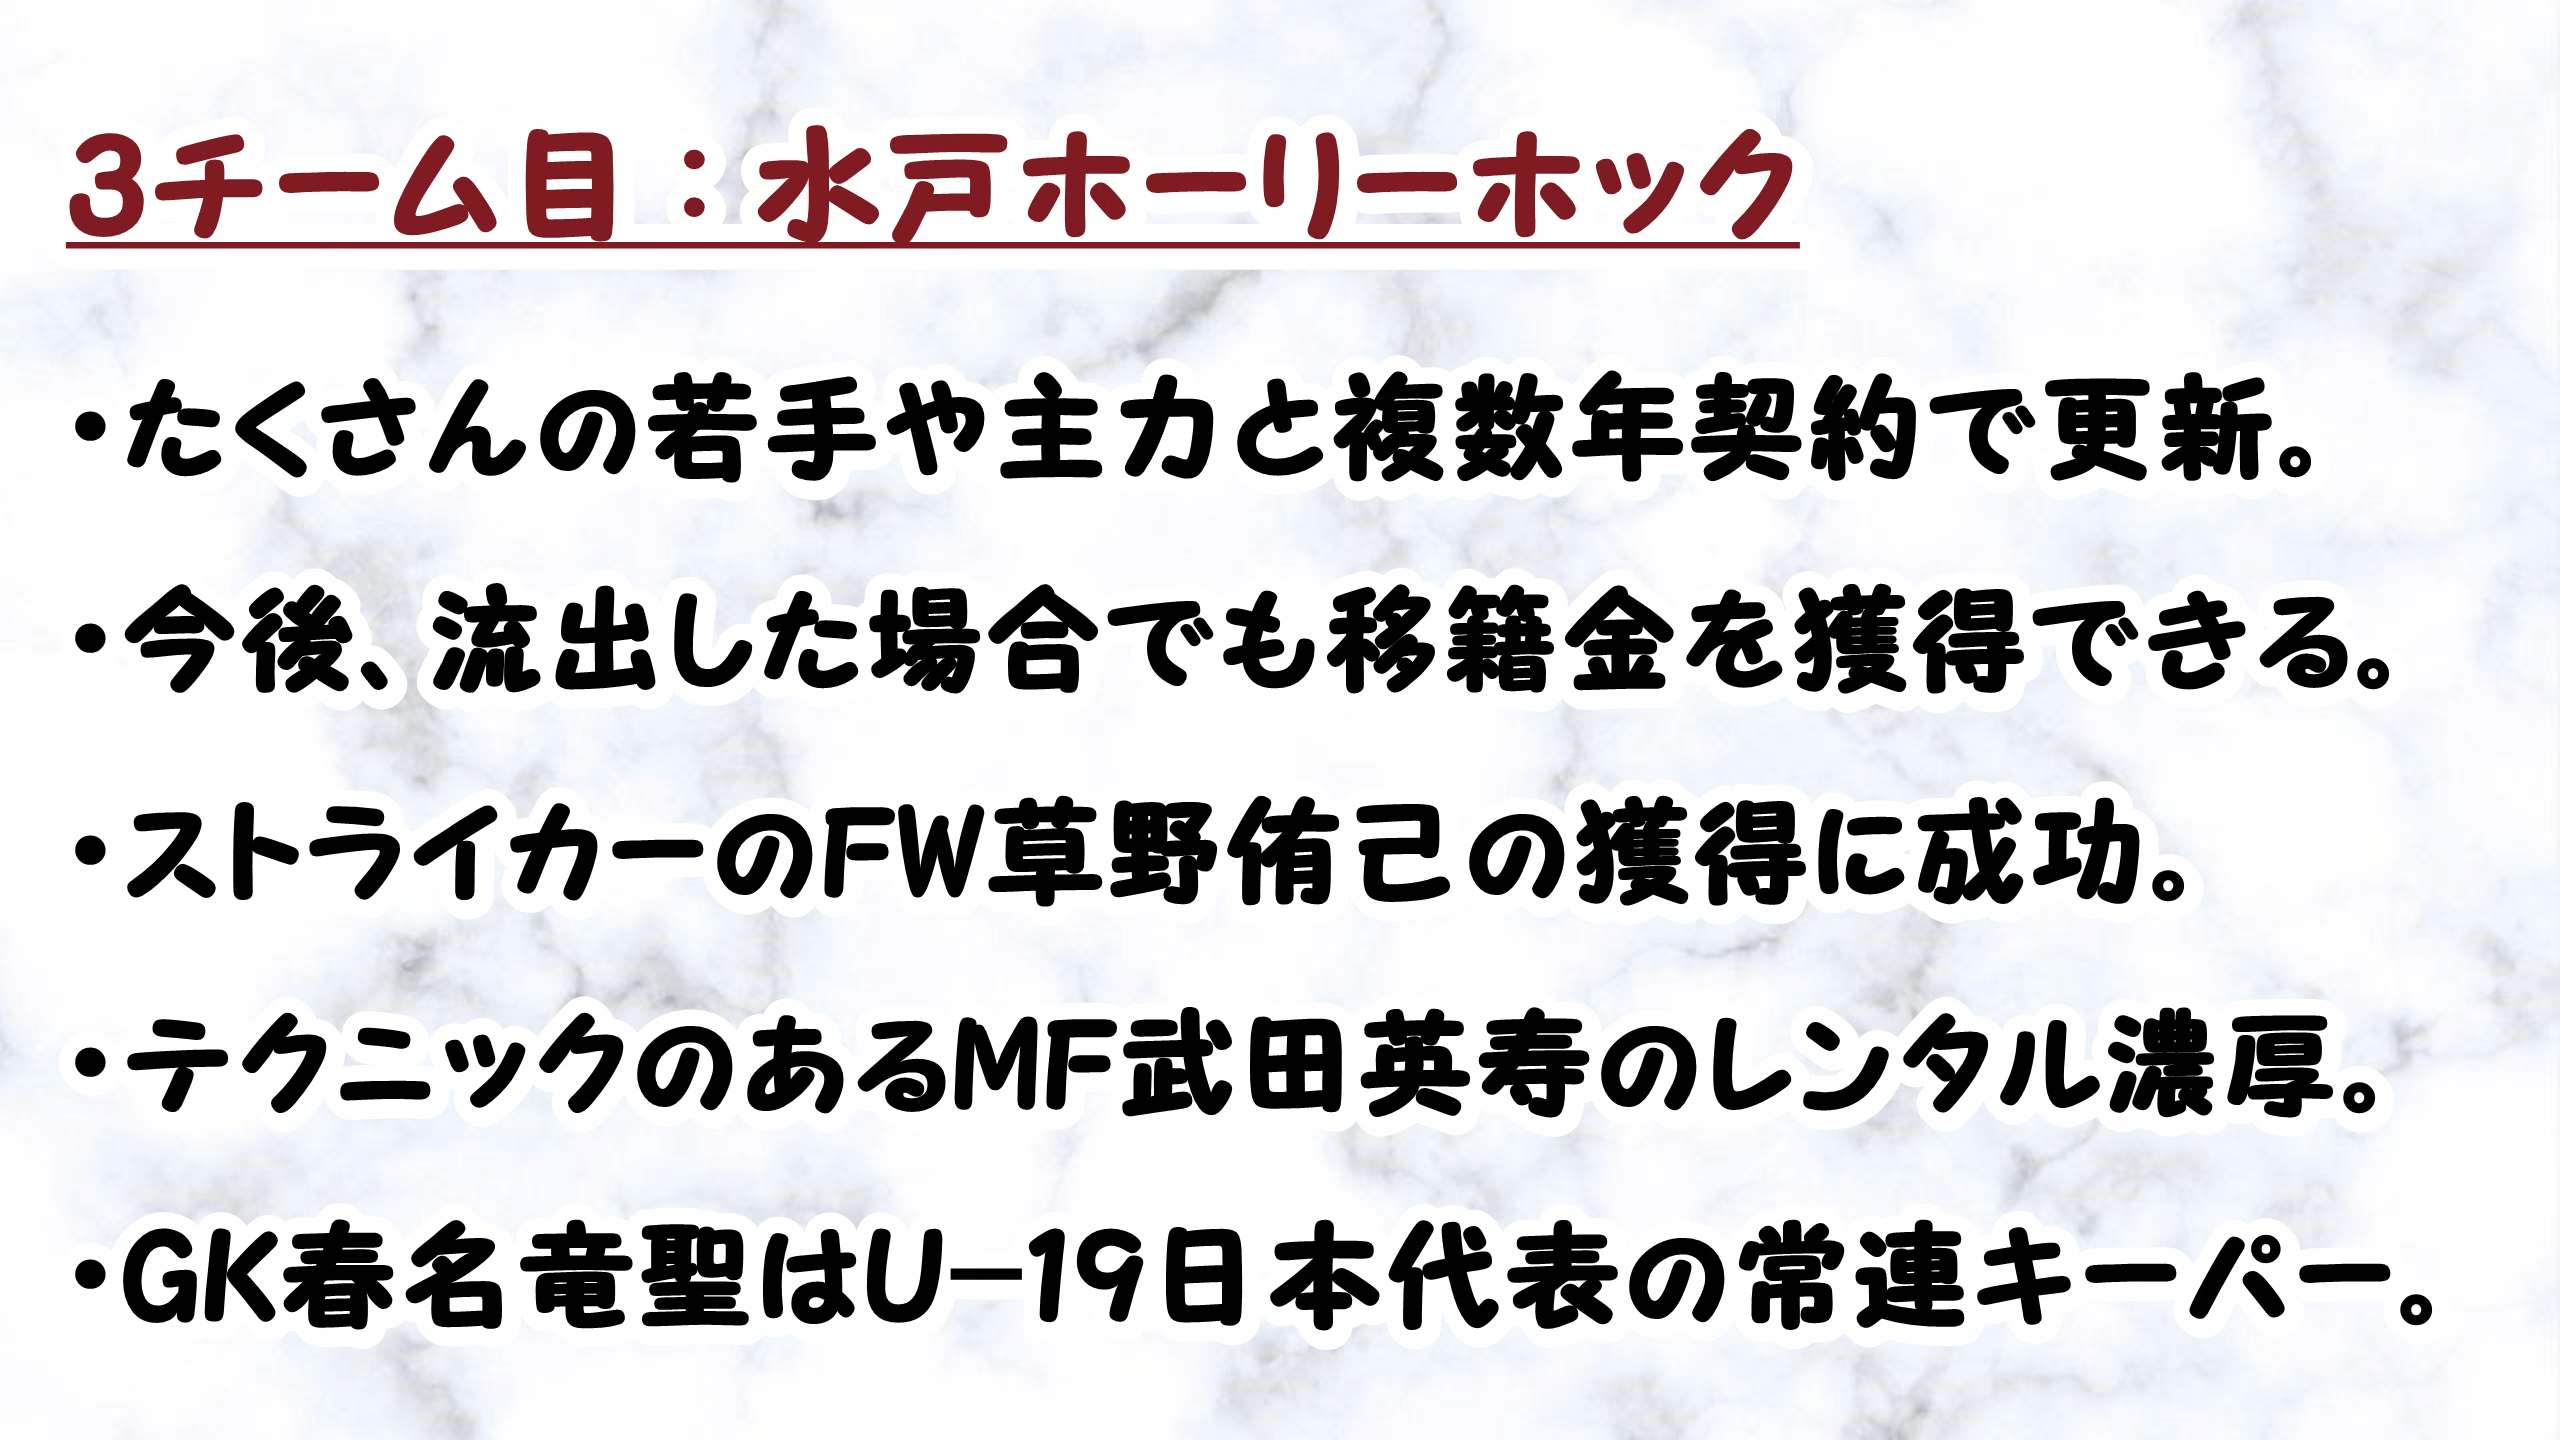 3チーム目：水戸ホーリーホック
・たくさんの若手や主力と複数年契約で更新。
・今後、流出した場合でも移籍金を獲得できる。
・ストライカーのFW草野侑己の獲得に成功。
・テクニックのあるMF武田英寿のレンタル濃厚。
・GK春名竜聖はU－19日本代表の常連キーパー。